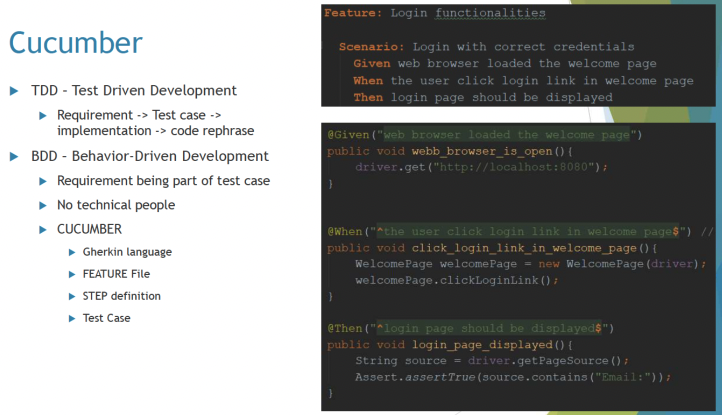 Cucumber
TDD - Test Driven Development
Requirement -> Test case ->
implementation -> code rephrase
BDD - Behavior-Driven Development
Requirement being part of test case
No technical people
CUCUMBER
Gherkin language
FEATURE File
STEP definition
Test Case
Feature: Login functionalities
Scenario: Login with correct credentials
Given web browser loaded the welcome page
When the user click login link in welcome page
Then login page should be displayed
@Given("web browser loaded the welcome page")
public void webb_browser_is_open(){
driver.get("http://localhost:8080");
}
@When("^the user click login link in welcome page$") //
public void click_login_link_in_welcome_page(){
WelcomePage welcomePage = new WelcomePage(driver);
welcomePage.clickLoginLink();
}
@Then("^login page should be displayed$")
public void login_page_displayed(){
String source = driver.getPageSource();
Assert.assertTrue(source.contains("Email:"));
}